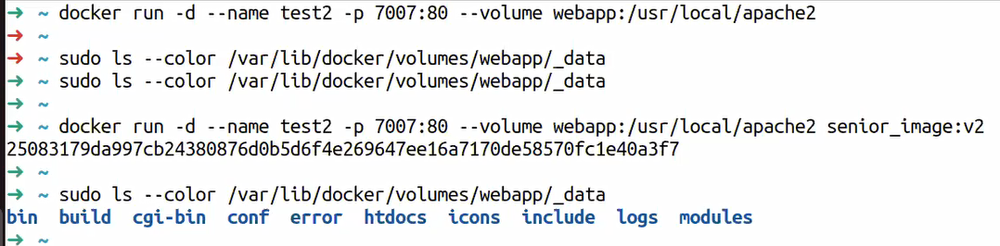 ➜ ~ docker run -d --name test2 -p 7007:80 --volume webapp:/usr/local/apache2
➜ ~
➜ ~ sudo ls --color /var/lib/docker/volumes/webapp/_data
➜ ~ sudo ls --color /var/lib/docker/volumes/webapp/_data
➜ ~
➜ ~ docker run -d --name test2 -p 7007:80 --volume webapp:/usr/local/apache2 senior_image:v2
25083179da997cb24380876d0b5d6f4e269647ee16a7170de58570fc1e40a3f7
➜ ~
➜ ~ sudo ls --color /var/lib/docker/volumes/webapp/_data
bin build cgi-bin conf error htdocs icons include logs modules
➜ ~